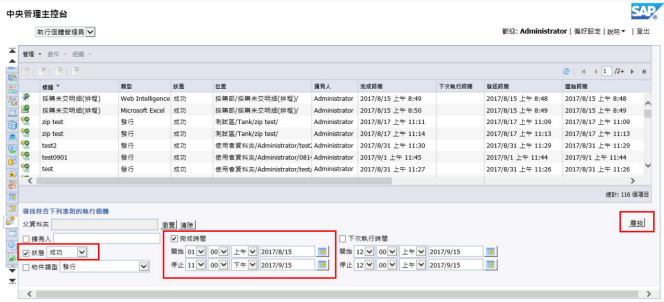 中央管理主控台
SAP
執行個體管理員
歡迎: Administrator | 偏好設定 | 說明 | 登出
管理 動作 組織
1 /2+
標題 類型 狀態 位置 擁有人 完成時間 下次執行時間 發送時間 開始時間
採購未交明細(排程) Web Intelligence 成功 採購部/採購未交明細(排程)/ Administrator 2017/8/15 上午 8:49 2017/8/15 上午 8:48 2017/8/15 上午 8:48
採購未交明細(排程) Microsoft Excel 成功 採購部/採購未交明細(排程)/ Administrator 2017/8/15 上午 8:50 2017/8/15 上午 8:49 2017/8/15 上午 8:49
zip test 發行 成功 測試區/Tank/zip test/ Administrator 2017/8/17 上午 11:11 2017/8/17 上午 11:09 2017/8/17 上午 11:09
zip test 發行 成功 測試區/Tank/zip test/ Administrator 2017/8/17 上午 11:14 2017/8/17 上午 11:13 2017/8/17 上午 11:13
test2 發行 成功 使用者資料夾/Administrator/test2 Administrator 2017/8/31 上午 11:30 2017/8/31 上午 11:29 2017/8/31 上午 11:29
test0901 發行 成功 使用者資料夾/Administrator/081 Administrator 2017/9/1 上午 11:45 2017/9/1 上午 11:44 2017/9/1 上午 11:44
test 發行 成功 使用者資料夾/Administrator/test/ Administrator 2017/8/31 上午 11:27 2017/8/31 上午 11:26 2017/8/31 上午 11:26
總計: 116 個項目
尋找符合下列準則的執行個體
父資料夾 瀏覽 清除 尋找
擁有人 完成時間 下次執行時間
狀態 成功 開始 01 00 上午 2017/8/15 開始 12 00 上午 2017/9/15
物件類型 發行 停止 11 00 下午 2017/9/15 停止 12 00 上午 2017/9/15